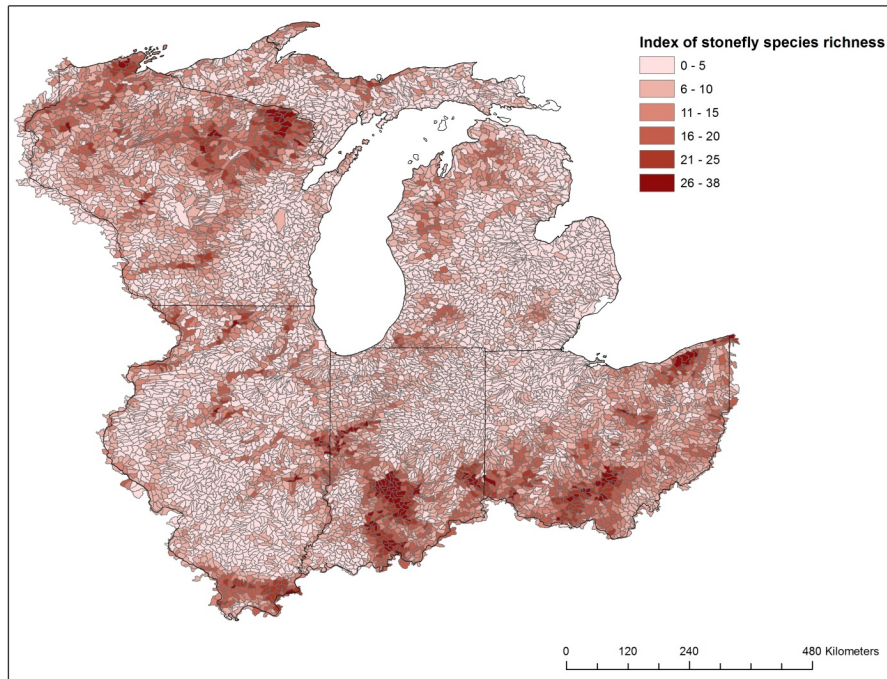 Index of stonefly species richness
0 - 5
6 - 10
11 - 15
16 - 20
21 - 25
26 - 38
0 120 240 480 Kilometers